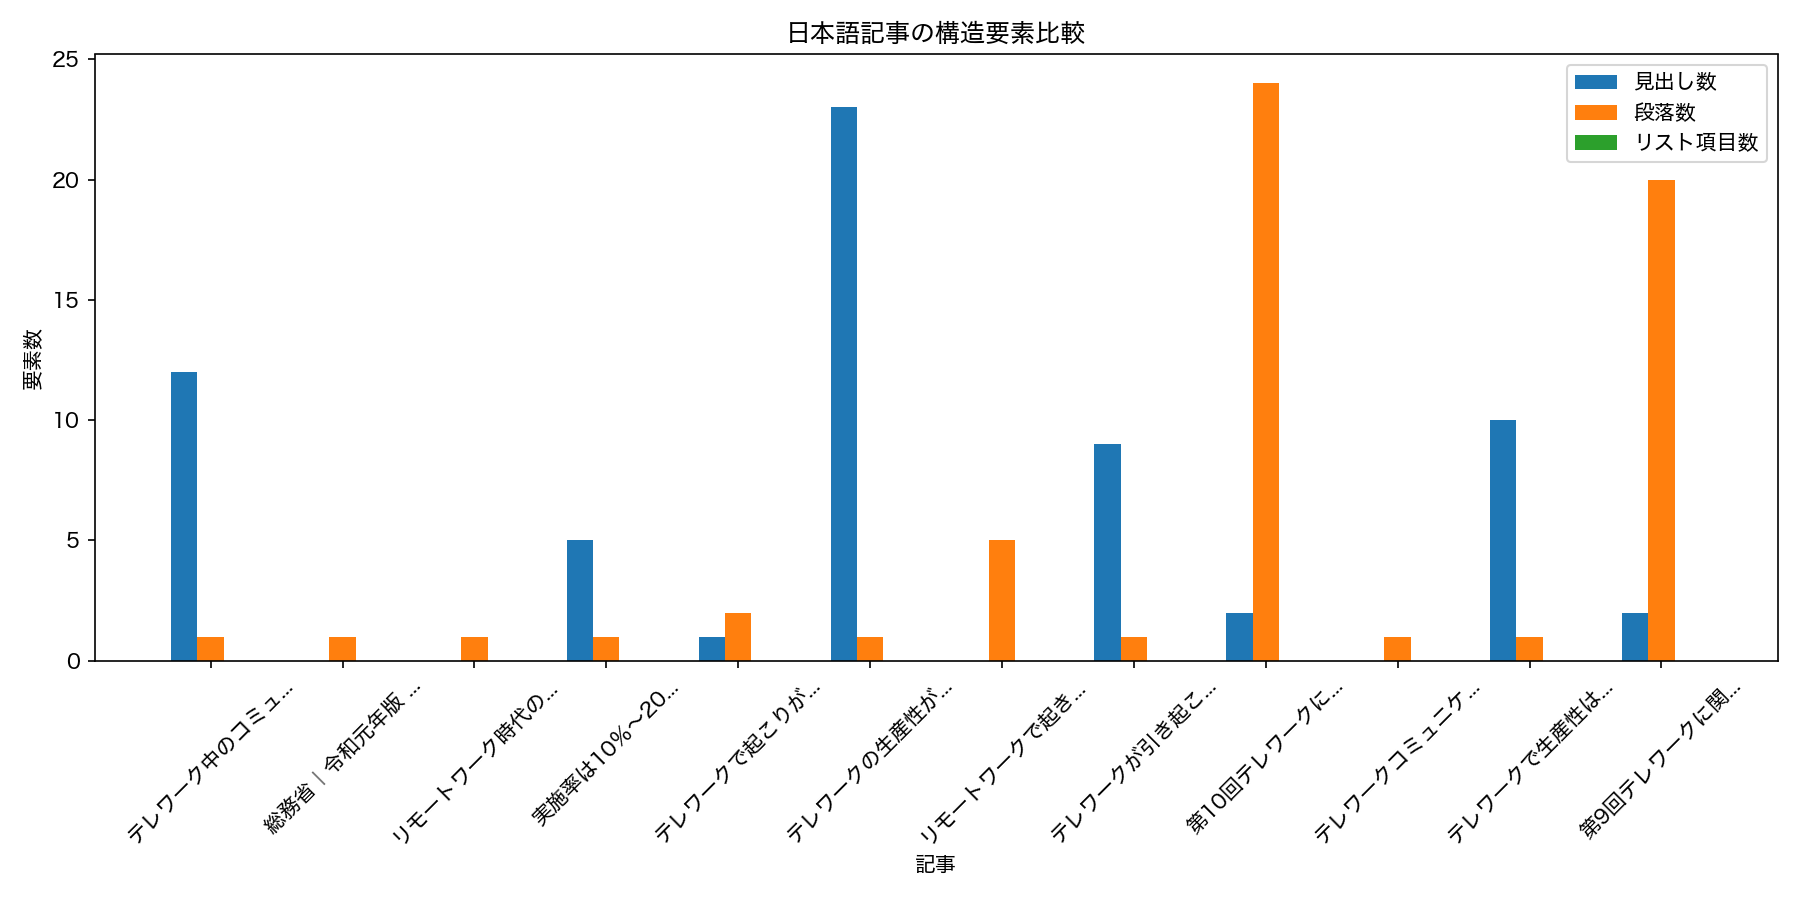 日本語記事の構造要素比較
25
20
15
10
5
0
要素数
見出し数
段落数
リスト項目数
テレワーク中のコミュ...
総務省｜令和元年版 ...
リモートワーク時代の...
実施率は10%～20...
テレワークで起こりが...
テレワークの生産性が...
リモートワークで起き...
テレワークが引き起こ...
第10回テレワークに...
テレワークコミュニケ...
テレワークで生産性は...
第9回テレワークに関...
記事